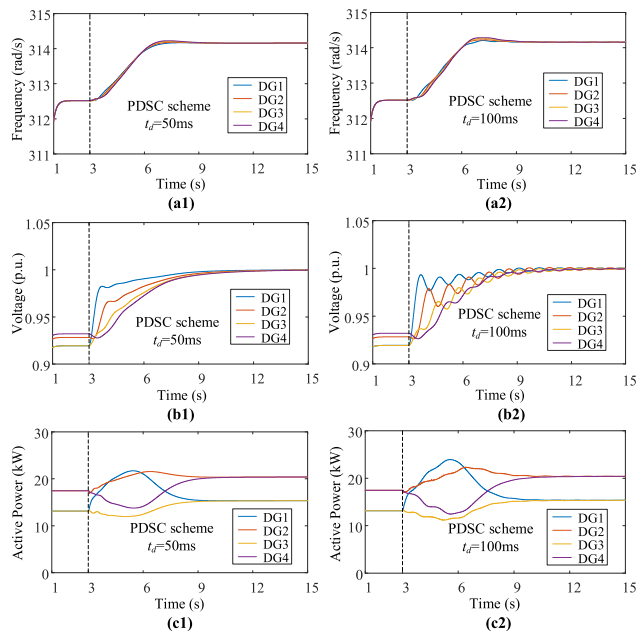 315
314
313
312
311
Frequency (rad/s)
PDSC scheme
t_d=50ms
DG1
DG2
DG3
DG4
1 3 6 9 12 15
Time (s)
(a1)
315
314
313
312
311
Frequency (rad/s)
PDSC scheme
t_d=100ms
DG1
DG2
DG3
DG4
1 3 6 9 12 15
Time (s)
(a2)
1.05
1
0.95
0.9
Voltage (p.u.)
PDSC scheme
t_d=50ms
DG1
DG2
DG3
DG4
1 3 6 9 12 15
Time (s)
(b1)
1.05
1
0.95
0.9
Voltage (p.u.)
PDSC scheme
t_d=100ms
DG1
DG2
DG3
DG4
1 3 6 9 12 15
Time (s)
(b2)
30
20
10
0
Active Power (kW)
PDSC scheme
t_d=50ms
DG1
DG2
DG3
DG4
1 3 6 9 12 15
Time (s)
(c1)
30
20
10
0
Active Power (kW)
PDSC scheme
t_d=100ms
DG1
DG2
DG3
DG4
1 3 6 9 12 15
Time (s)
(c2)